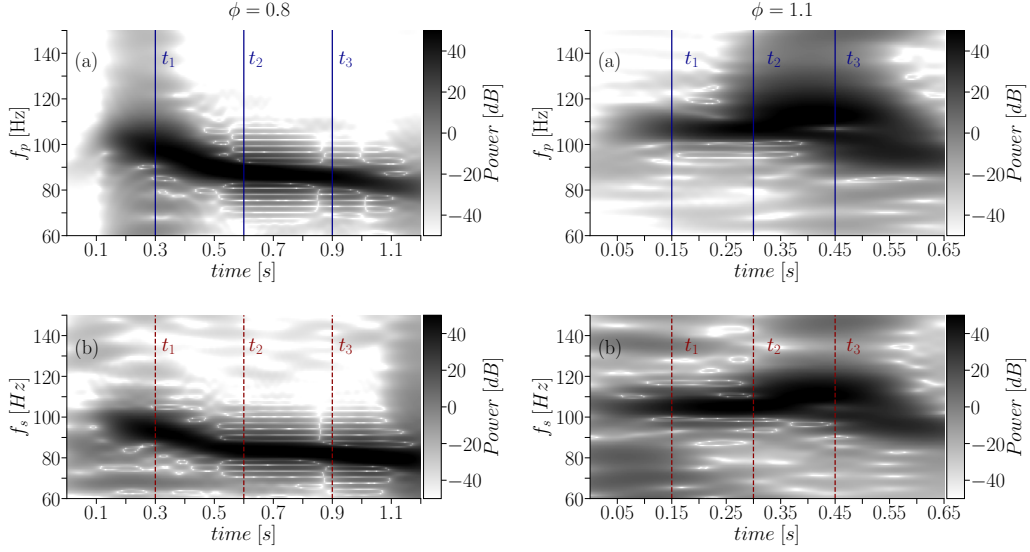 ϕ = 0.8
ϕ = 1.1
(a)
t₁
t₂
t₃
f_p [Hz]
140
120
100
80
60
0.1
0.3
0.5
0.7
0.9
1.1
time [s]
40
20
0
−20
−40
Power [dB]
(a)
t₁
t₂
t₃
f_p [Hz]
140
120
100
80
60
0.05
0.15
0.25
0.35
0.45
0.55
0.65
time [s]
40
20
0
−20
−40
Power [dB]
(b)
t₁
t₂
t₃
f_s [Hz]
140
120
100
80
60
0.1
0.3
0.5
0.7
0.9
1.1
time [s]
40
20
0
−20
−40
Power [dB]
(b)
t₁
t₂
t₃
f_s [Hz]
140
120
100
80
60
0.05
0.15
0.25
0.35
0.45
0.55
0.65
time [s]
40
20
0
−20
−40
Power [dB]